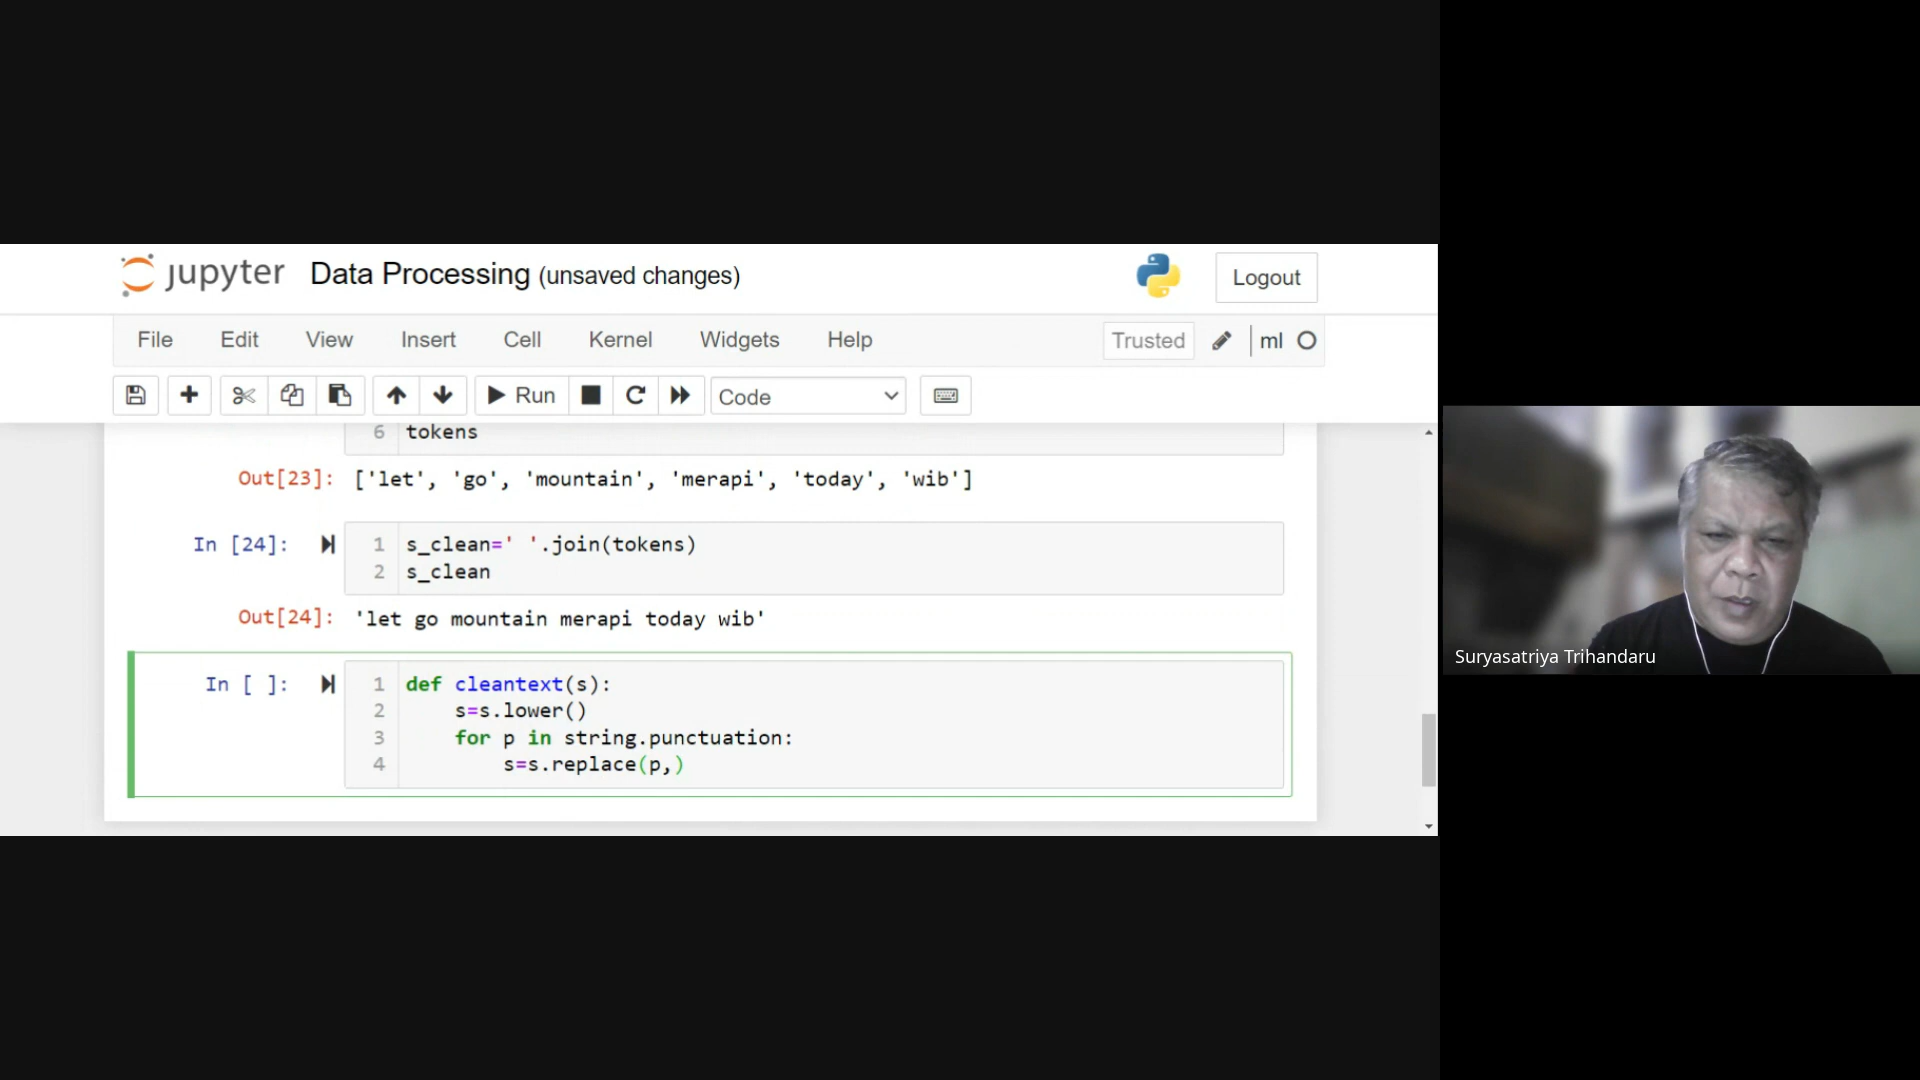 jupyter Data Processing (unsaved changes) Logout
File Edit View Insert Cell Kernel Widgets Help Trusted ml
Run Code
6 tokens
Out[23]: ['let', 'go', 'mountain', 'merapi', 'today', 'wib']
In [24]: 1 s_clean=' '.join(tokens)
2 s_clean
Out[24]: 'let go mountain merapi today wib'
In [ ]: 1 def cleantext(s):
2 s=s.lower()
3 for p in string.punctuation:
4 s=s.replace(p,)
Suryasatriya Trihandaru